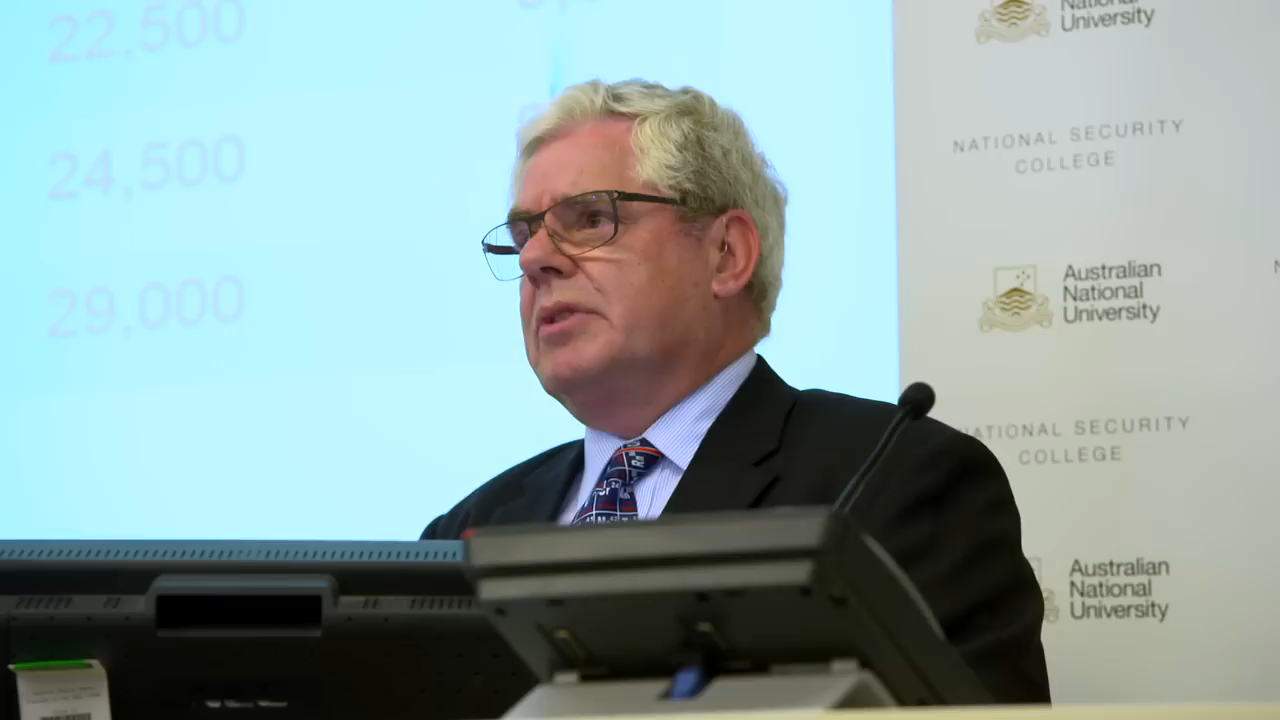 22,500
24,500
29,000
National
University
NATIONAL SECURITY
COLLEGE
Australian
National
University
NATIONAL SECURITY
COLLEGE
Australian
National
University